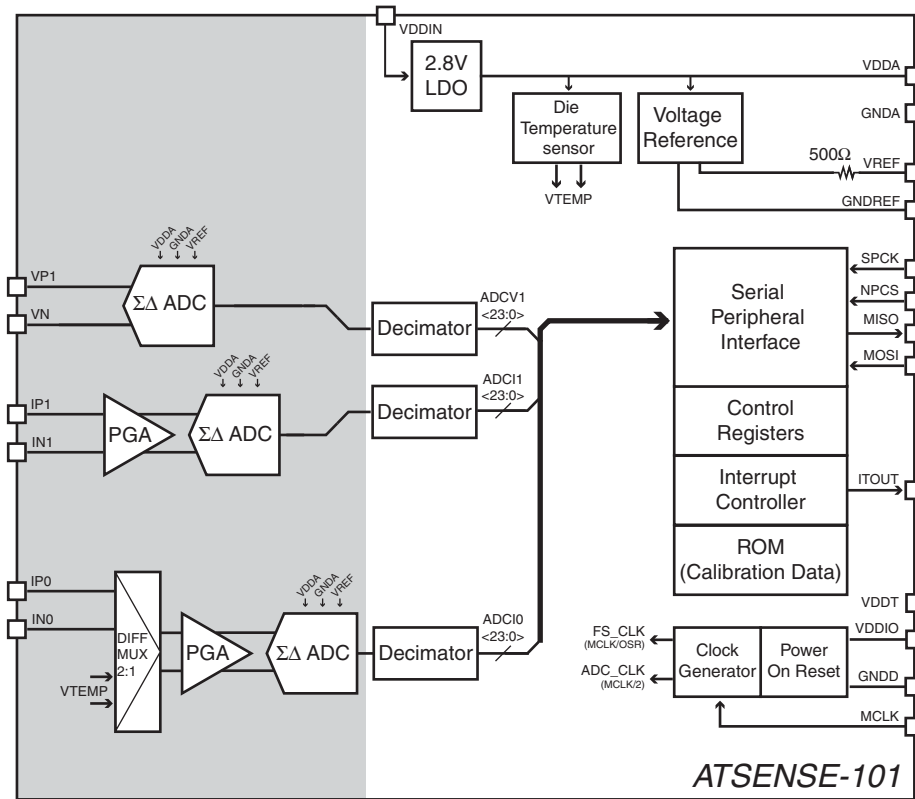 VDDIN
2.8V
LDO
VDDA
Die
Temperature
sensor
VTEMP
Voltage
Reference
GNDA
500Ω
VREF
GNDREF
VDDA
GNDA
VREF
VP1
VN
ΣΔ ADC
Decimator
ADCV1
<23:0>
VDDA
GNDA
VREF
IP1
IN1
PGA
ΣΔ ADC
Decimator
ADCI1
<23:0>
VDDA
GNDA
VREF
IP0
IN0
DIFF
MUX
2:1
VTEMP
PGA
ΣΔ ADC
Decimator
ADCI0
<23:0>
Serial
Peripheral
Interface
SPCK
NPCS
MISO
MOSI
Control
Registers
Interrupt
Controller
ITOUT
ROM
(Calibration Data)
VDDT
FS_CLK
(MCLK/OSR)
ADC_CLK
(MCLK/2)
Clock
Generator
Power
On Reset
VDDIO
GNDD
MCLK
ATSENSE-101